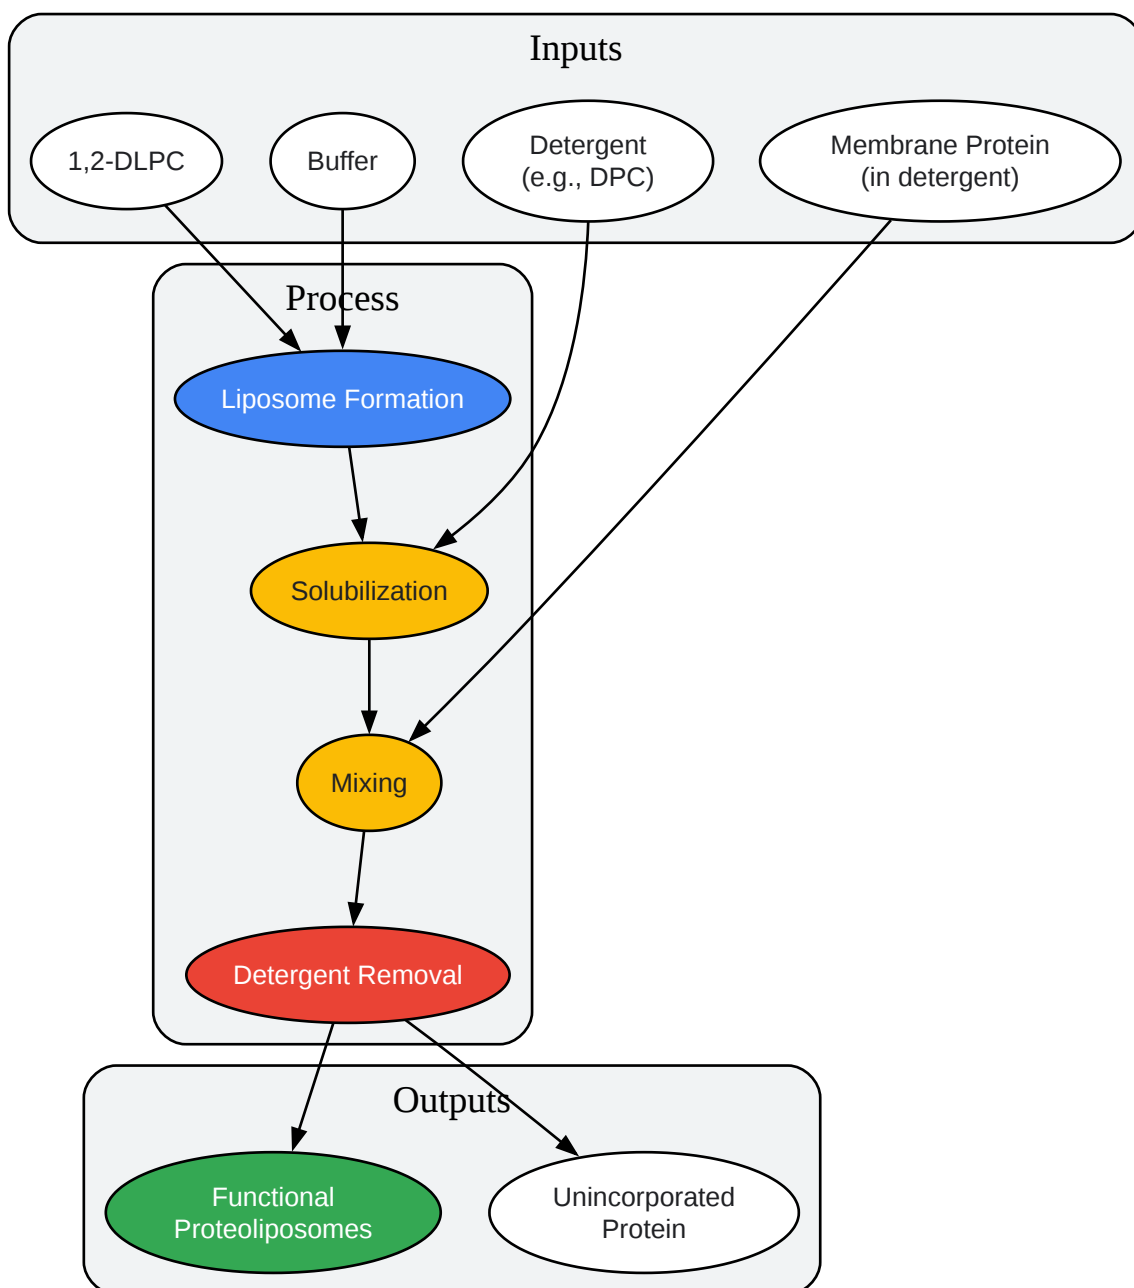 Inputs
1,2-DLPC
Buffer
Detergent
(e.g., DPC)
Membrane Protein
(in detergent)
Process
Liposome Formation
Solubilization
Mixing
Detergent Removal
Outputs
Functional
Proteoliposomes
Unincorporated
Protein